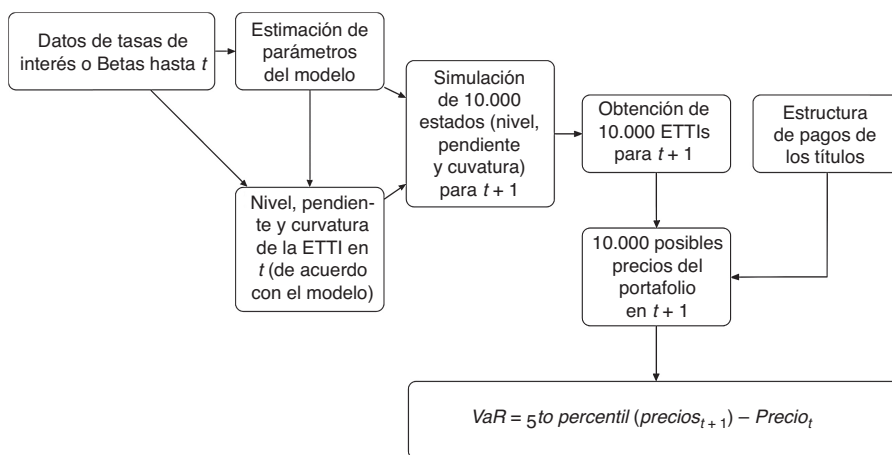 Datos de tasas de
interés o Betas hasta t
Estimación de
parámetros
del modelo
Simulación
de 10.000
estados (nivel,
pendiente
y cuvatura)
para t + 1
Obtención de
10.000 ETTIs
para t + 1
Estructura
de pagos de
los títulos
Nivel, pendien-
te y curvatura
de la ETTI en
t (de acuerdo
con el modelo)
10.000 posibles
precios del
portafolio
en t + 1
VaR = 5to percentil (precios t + 1) – Precio t